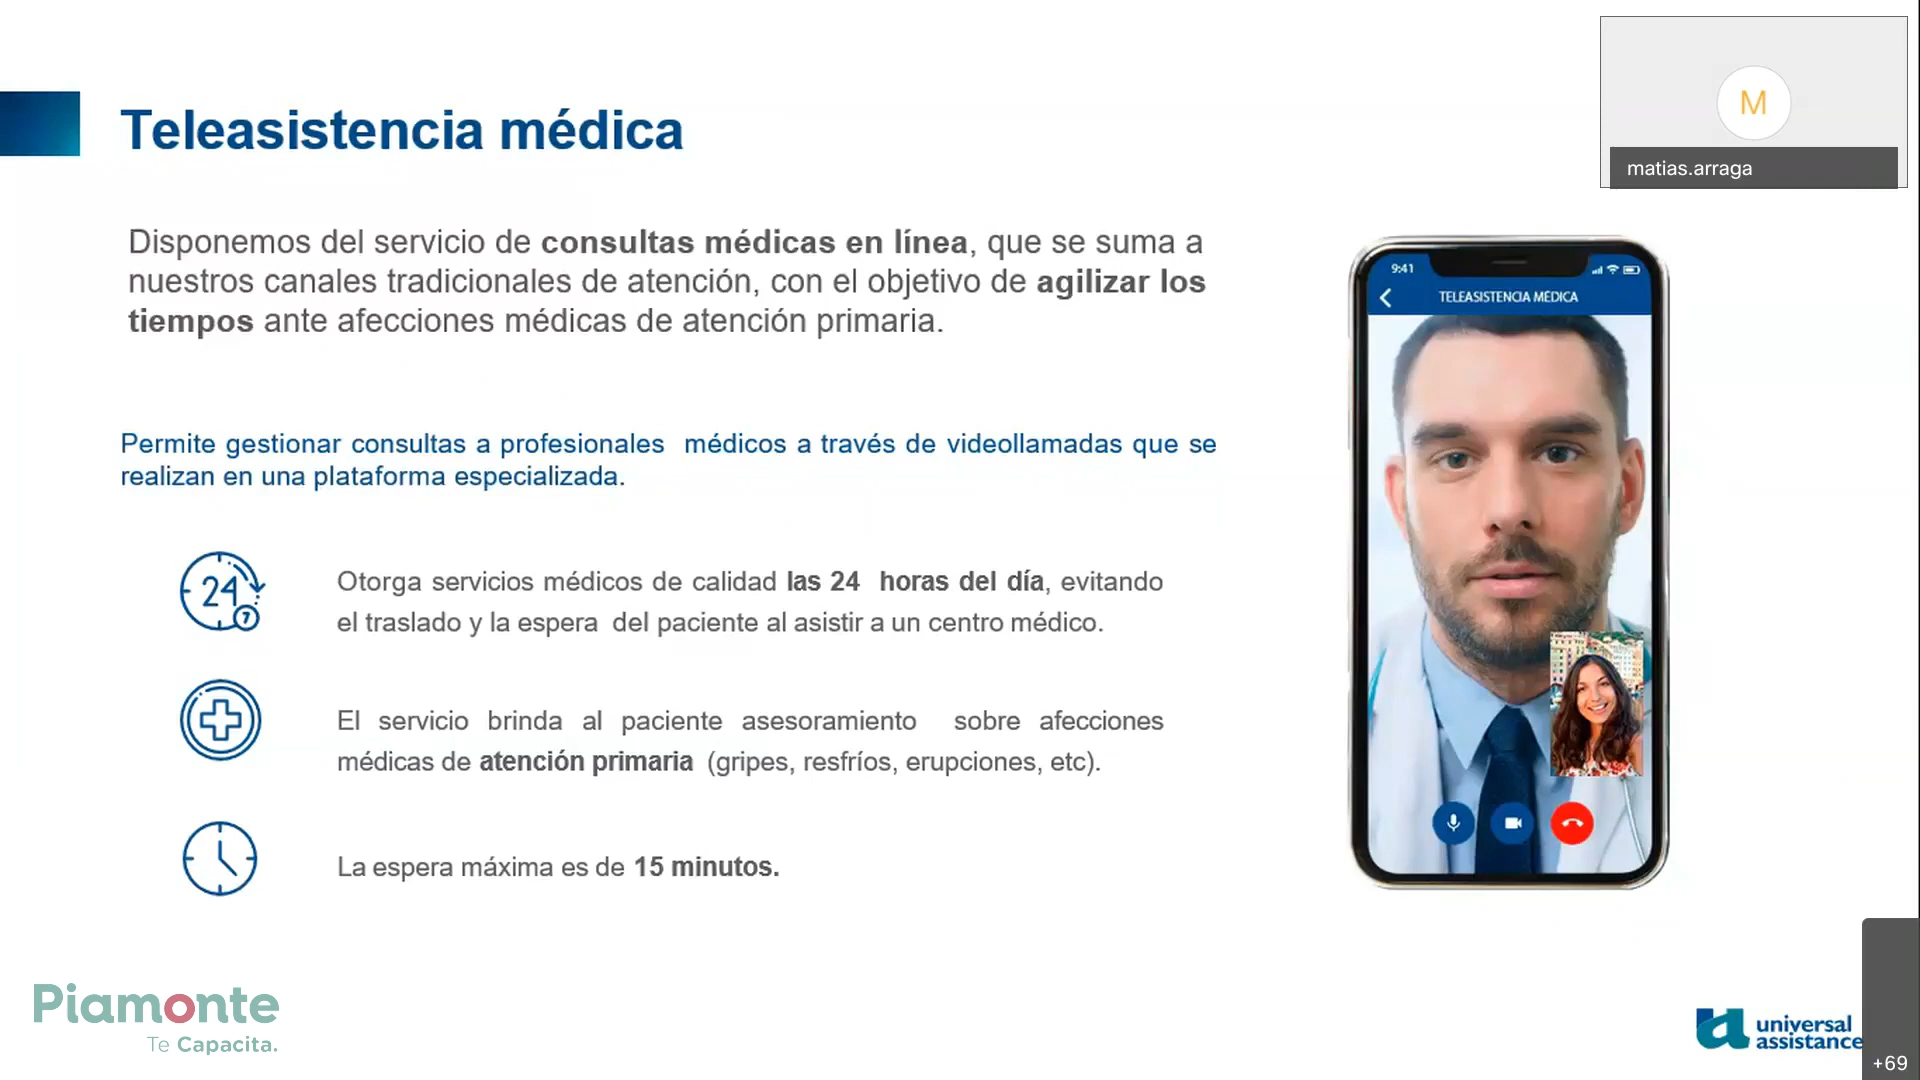 Teleasistencia médica
M
matias.arraga
Disponemos del servicio de consultas médicas en línea, que se suma a
nuestros canales tradicionales de atención, con el objetivo de agilizar los
tiempos ante afecciones médicas de atención primaria.
Permite gestionar consultas a profesionales médicos a través de videollamadas que se
realizan en una plataforma especializada.
24
7
Otorga servicios médicos de calidad las 24 horas del día, evitando
el traslado y la espera del paciente al asistir a un centro médico.
El servicio brinda al paciente asesoramiento sobre afecciones
médicas de atención primaria (gripes, resfríos, erupciones, etc).
La espera máxima es de 15 minutos.
9:41
TELEASISTENCIA MÉDICA
Piamonte
Te Capacita.
ua universal
assistance
+69